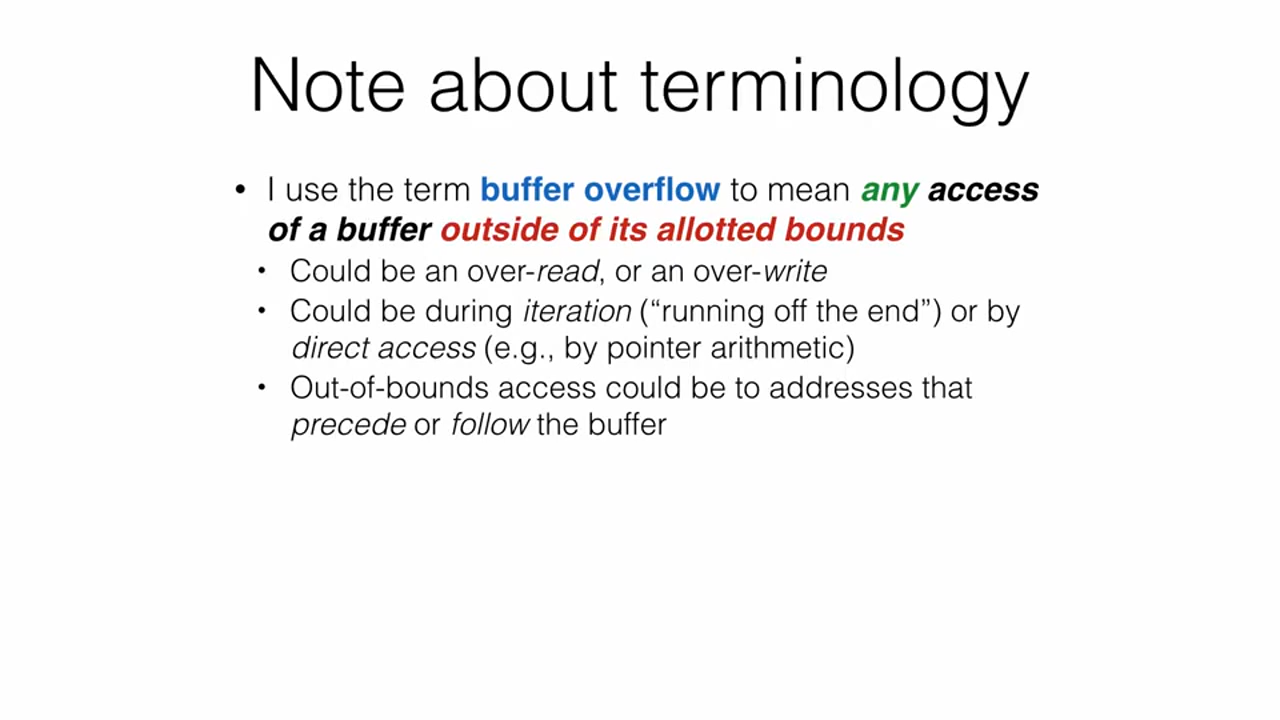 Note about terminology
• I use the term buffer overflow to mean any access
of a buffer outside of its allotted bounds
• Could be an over-read, or an over-write
• Could be during iteration (“running off the end”) or by
direct access (e.g., by pointer arithmetic)
• Out-of-bounds access could be to addresses that
precede or follow the buffer